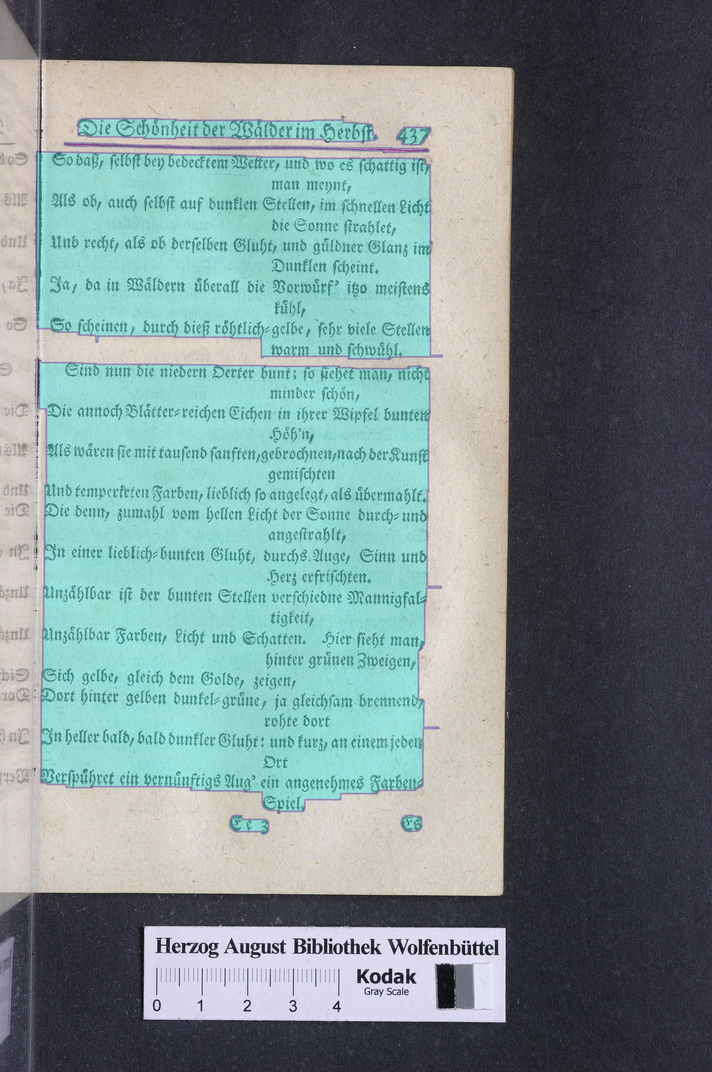 Die Schönheit der Wälder im Herbst. 437
So daß, selbst bey bedecktem Wetter, und wo es schattig ist,
man meynt,
Als ob, auch selbst auf dunklen Stellen, im schnellen Licht
die Sonne strahlet,
Und recht, als ob derselben Gluht, und güldner Glanz im
Dunklen scheint.
Ja, da in Wäldern überall die Vorwürf' itzo meistens
kühl,
So scheinen, durch dieß röhtlich-gelbe, sehr viele Stellen
warm und schwühl.
Sind nun die niedern Oerter bunt; so siehet man, nicht
minder schön,
Die annoch Blätter-reichen Eichen in ihrer Wipfel bunten
Höh'n,
Als wären sie mit tausend sanften, gebrochnen, nach der Kunst
gemischten
Und temperirten Farben, lieblich so angelegt, als übermahlt.
Die denn, zumahl vom hellen Licht der Sonne durch- und
angestrahlt,
In einer lieblich-bunten Gluht, durchs Auge, Sinn und
Herz erfrischten.
Unzählbar ist der bunten Stellen verschiedne Mannigfal-
tigkeit,
Unzählbar Farben, Licht und Schatten. Hier sieht man,
hinter grünen Zweigen,
Sich gelbe, gleich dem Golde, zeigen,
Dort hinter gelben dunkel-grüne, ja gleichsam brennend,
rohte dort
In heller bald, bald dunkler Gluht: und kurz, an einem jeden
Ort
Verspühret ein vernünftigs Aug' ein angenehmes Farben-
Spiel.
Ee 3 Es
Herzog August Bibliothek Wolfenbüttel
Kodak
Gray Scale
0 1 2 3 4